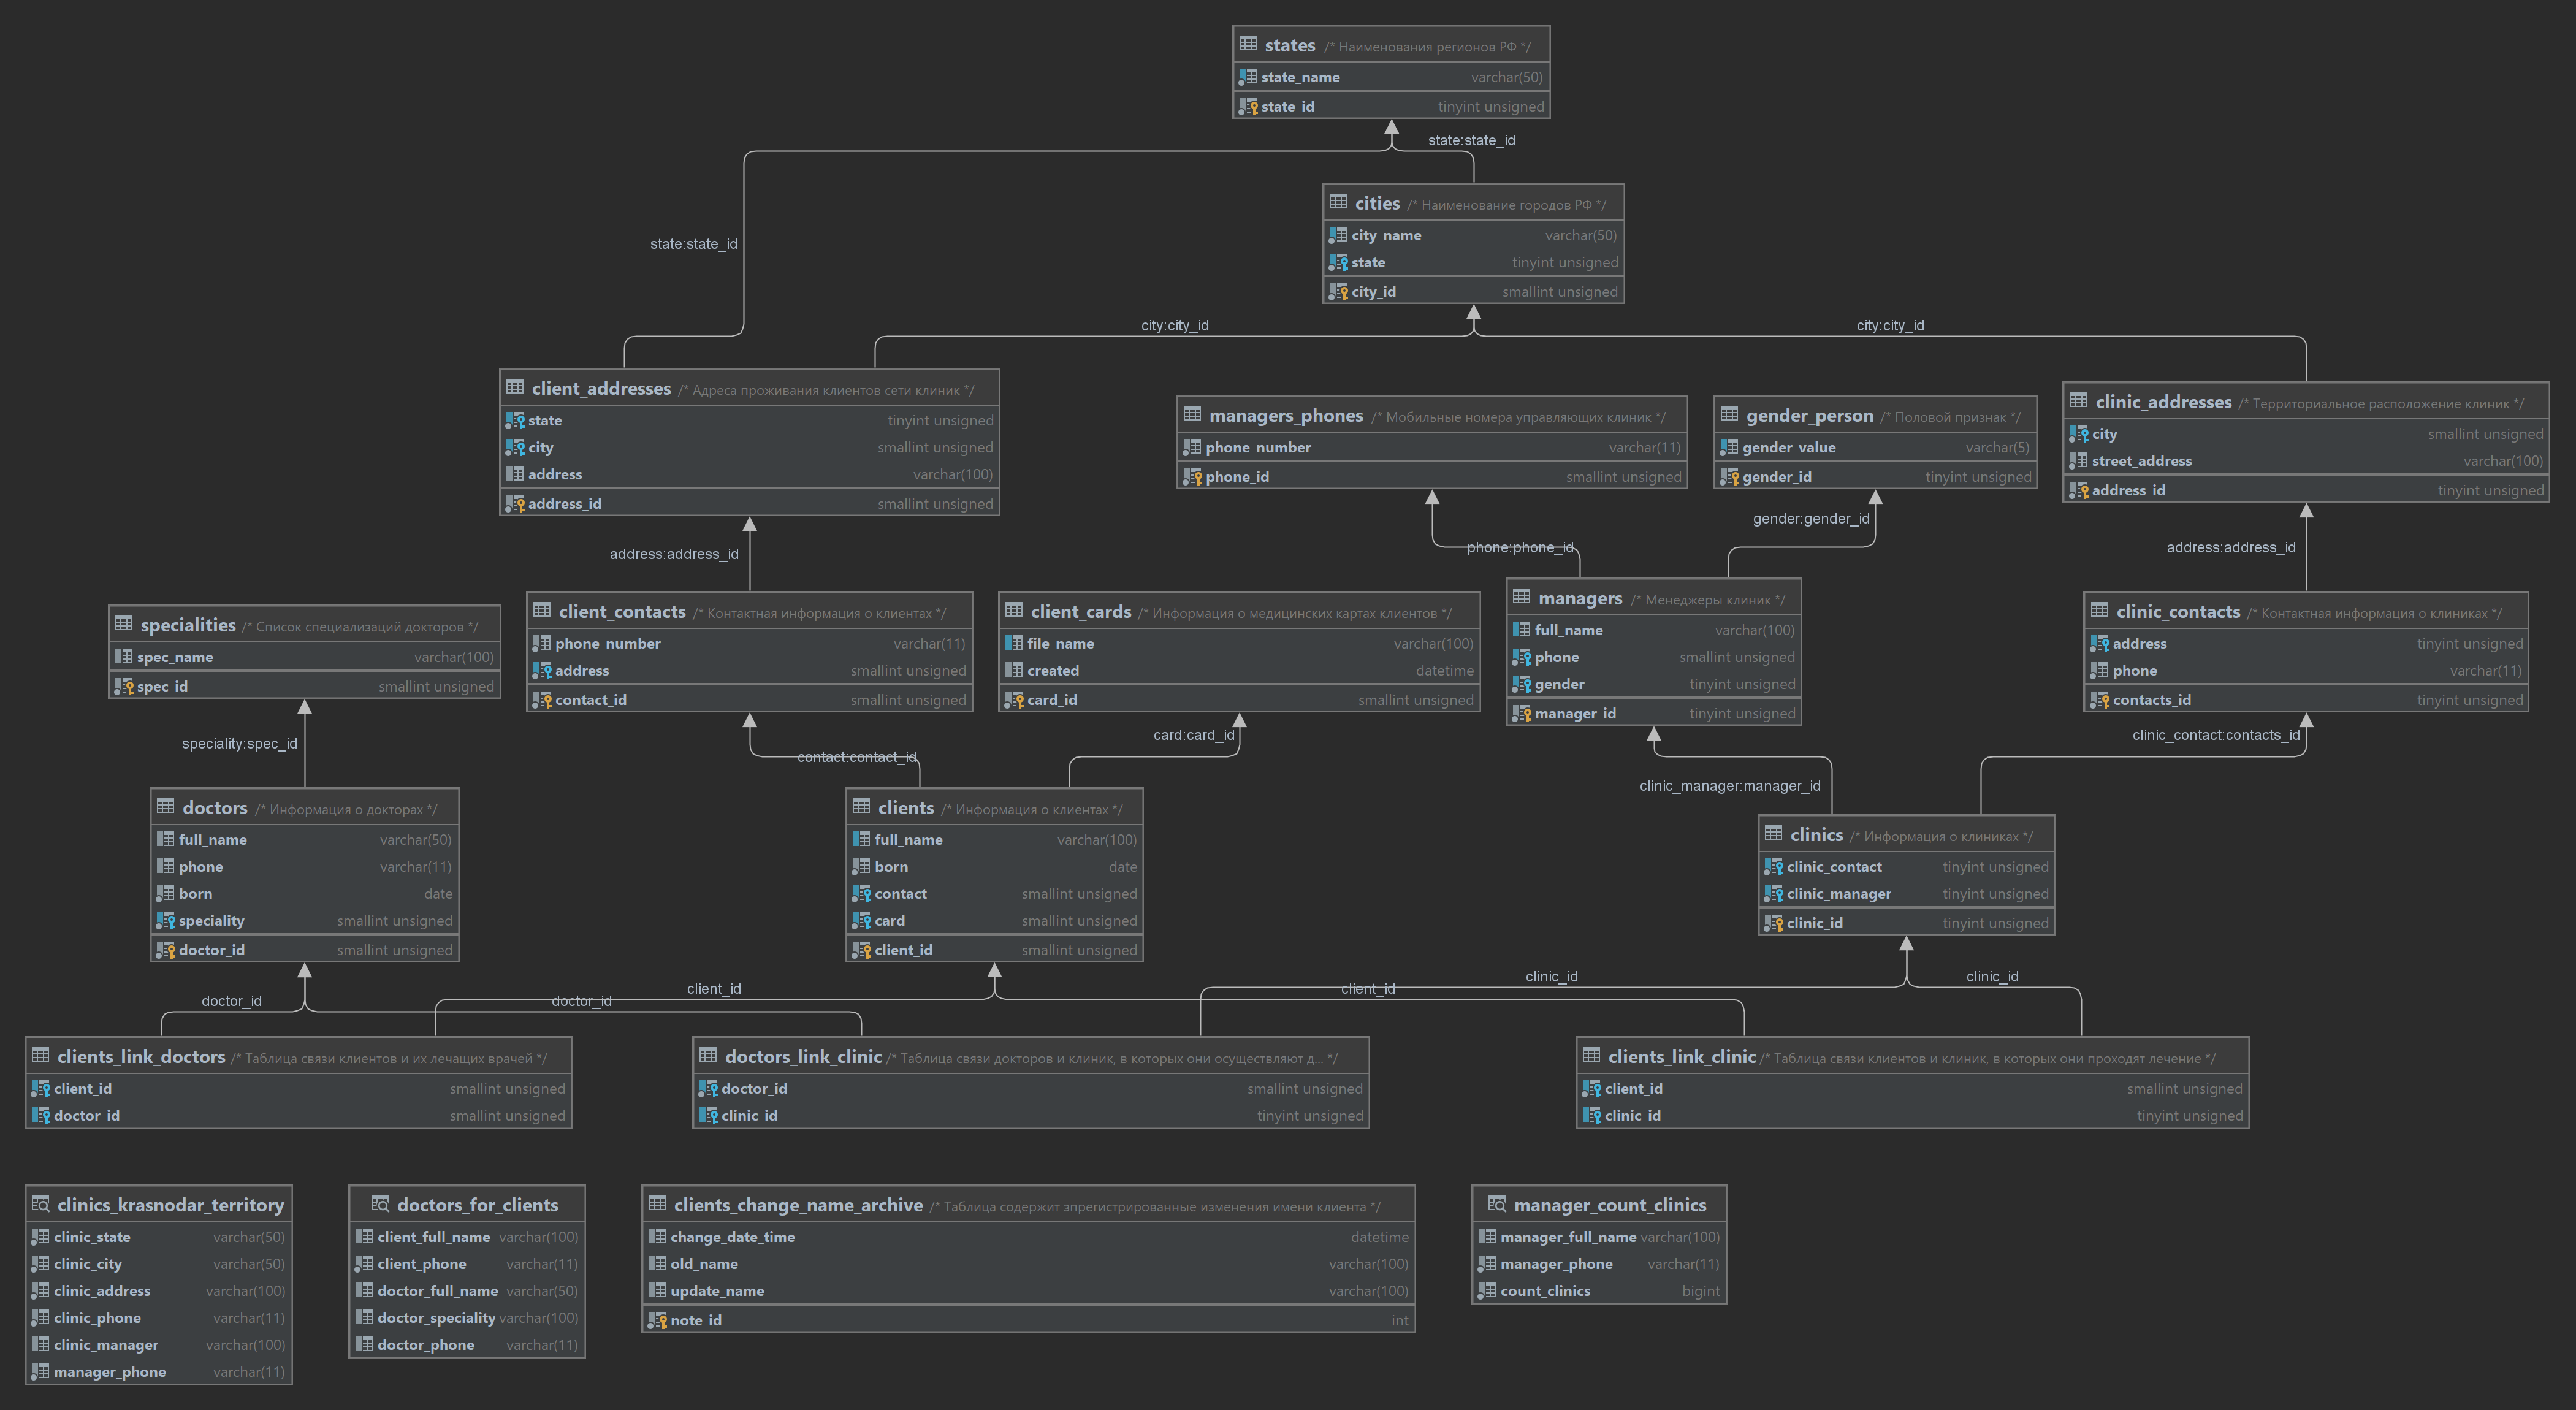 states /* Наименования регионов РФ */
state_name varchar(50)
state_id tinyint unsigned
state:state_id
cities /* Наименование городов РФ */
city_name varchar(50)
state tinyint unsigned
city_id smallint unsigned
state:state_id
city:city_id
city:city_id
client_addresses /* Адреса проживания клиентов сети клиник */
state tinyint unsigned
city smallint unsigned
address varchar(100)
address_id smallint unsigned
managers_phones /* Мобильные номера управляющих клиник */
phone_number varchar(11)
phone_id smallint unsigned
gender_person /* Половой признак */
gender_value varchar(5)
gender_id tinyint unsigned
clinic_addresses /* Территориальное расположение клиник */
city smallint unsigned
street_address varchar(100)
address_id tinyint unsigned
address:address_id
phone:phone_id
gender:gender_id
address:address_id
specialities /* Список специализаций докторов */
spec_name varchar(100)
spec_id smallint unsigned
client_contacts /* Контактная информация о клиентах */
phone_number varchar(11)
address smallint unsigned
contact_id smallint unsigned
client_cards /* Информация о медицинских картах клиентов */
file_name varchar(100)
created datetime
card_id smallint unsigned
managers /* Менеджеры клиник */
full_name varchar(100)
phone smallint unsigned
gender tinyint unsigned
manager_id tinyint unsigned
clinic_contacts /* Контактная информация о клиниках */
address tinyint unsigned
phone varchar(11)
contacts_id tinyint unsigned
speciality:spec_id
contact:contact_id
card:card_id
clinic_manager:manager_id
clinic_contact:contacts_id
doctors /* Информация о докторах */
full_name varchar(50)
phone varchar(11)
born date
speciality smallint unsigned
doctor_id smallint unsigned
clients /* Информация о клиентах */
full_name varchar(100)
born date
contact smallint unsigned
card smallint unsigned
client_id smallint unsigned
clinics /* Информация о клиниках */
clinic_contact tinyint unsigned
clinic_manager tinyint unsigned
clinic_id tinyint unsigned
doctor_id
doctor_id
client_id
client_id
clinic_id
clinic_id
clients_link_doctors /* Таблица связи клиентов и их лечащих врачей */
client_id smallint unsigned
doctor_id smallint unsigned
doctors_link_clinic /* Таблица связи докторов и клиник, в которых они осуществляют д... */
doctor_id smallint unsigned
clinic_id tinyint unsigned
clients_link_clinic /* Таблица связи клиентов и клиник, в которых они проходят лечение */
client_id smallint unsigned
clinic_id tinyint unsigned
clinics_krasnodar_territory
clinic_state varchar(50)
clinic_city varchar(50)
clinic_address varchar(100)
clinic_phone varchar(11)
clinic_manager varchar(100)
manager_phone varchar(11)
doctors_for_clients
client_full_name varchar(100)
client_phone varchar(11)
doctor_full_name varchar(50)
doctor_speciality varchar(100)
doctor_phone varchar(11)
clients_change_name_archive /* Таблица содержит зпрегистрированные изменения имени клиента */
change_date_time datetime
old_name varchar(100)
update_name varchar(100)
note_id int
manager_count_clinics
manager_full_name varchar(100)
manager_phone varchar(11)
count_clinics bigint